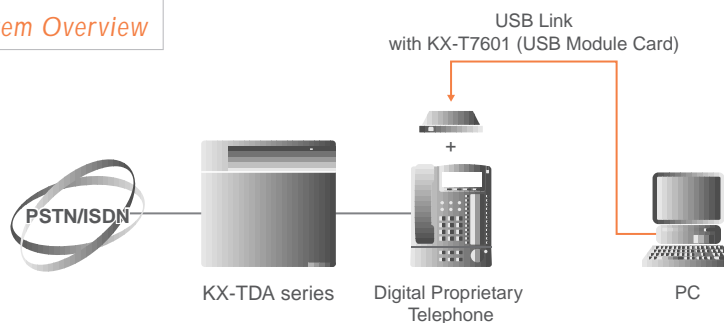 em Overview
USB Link
with KX-T7601 (USB Module Card)
+
PSTN/ISDN
KX-TDA series
Digital Proprietary
Telephone
PC